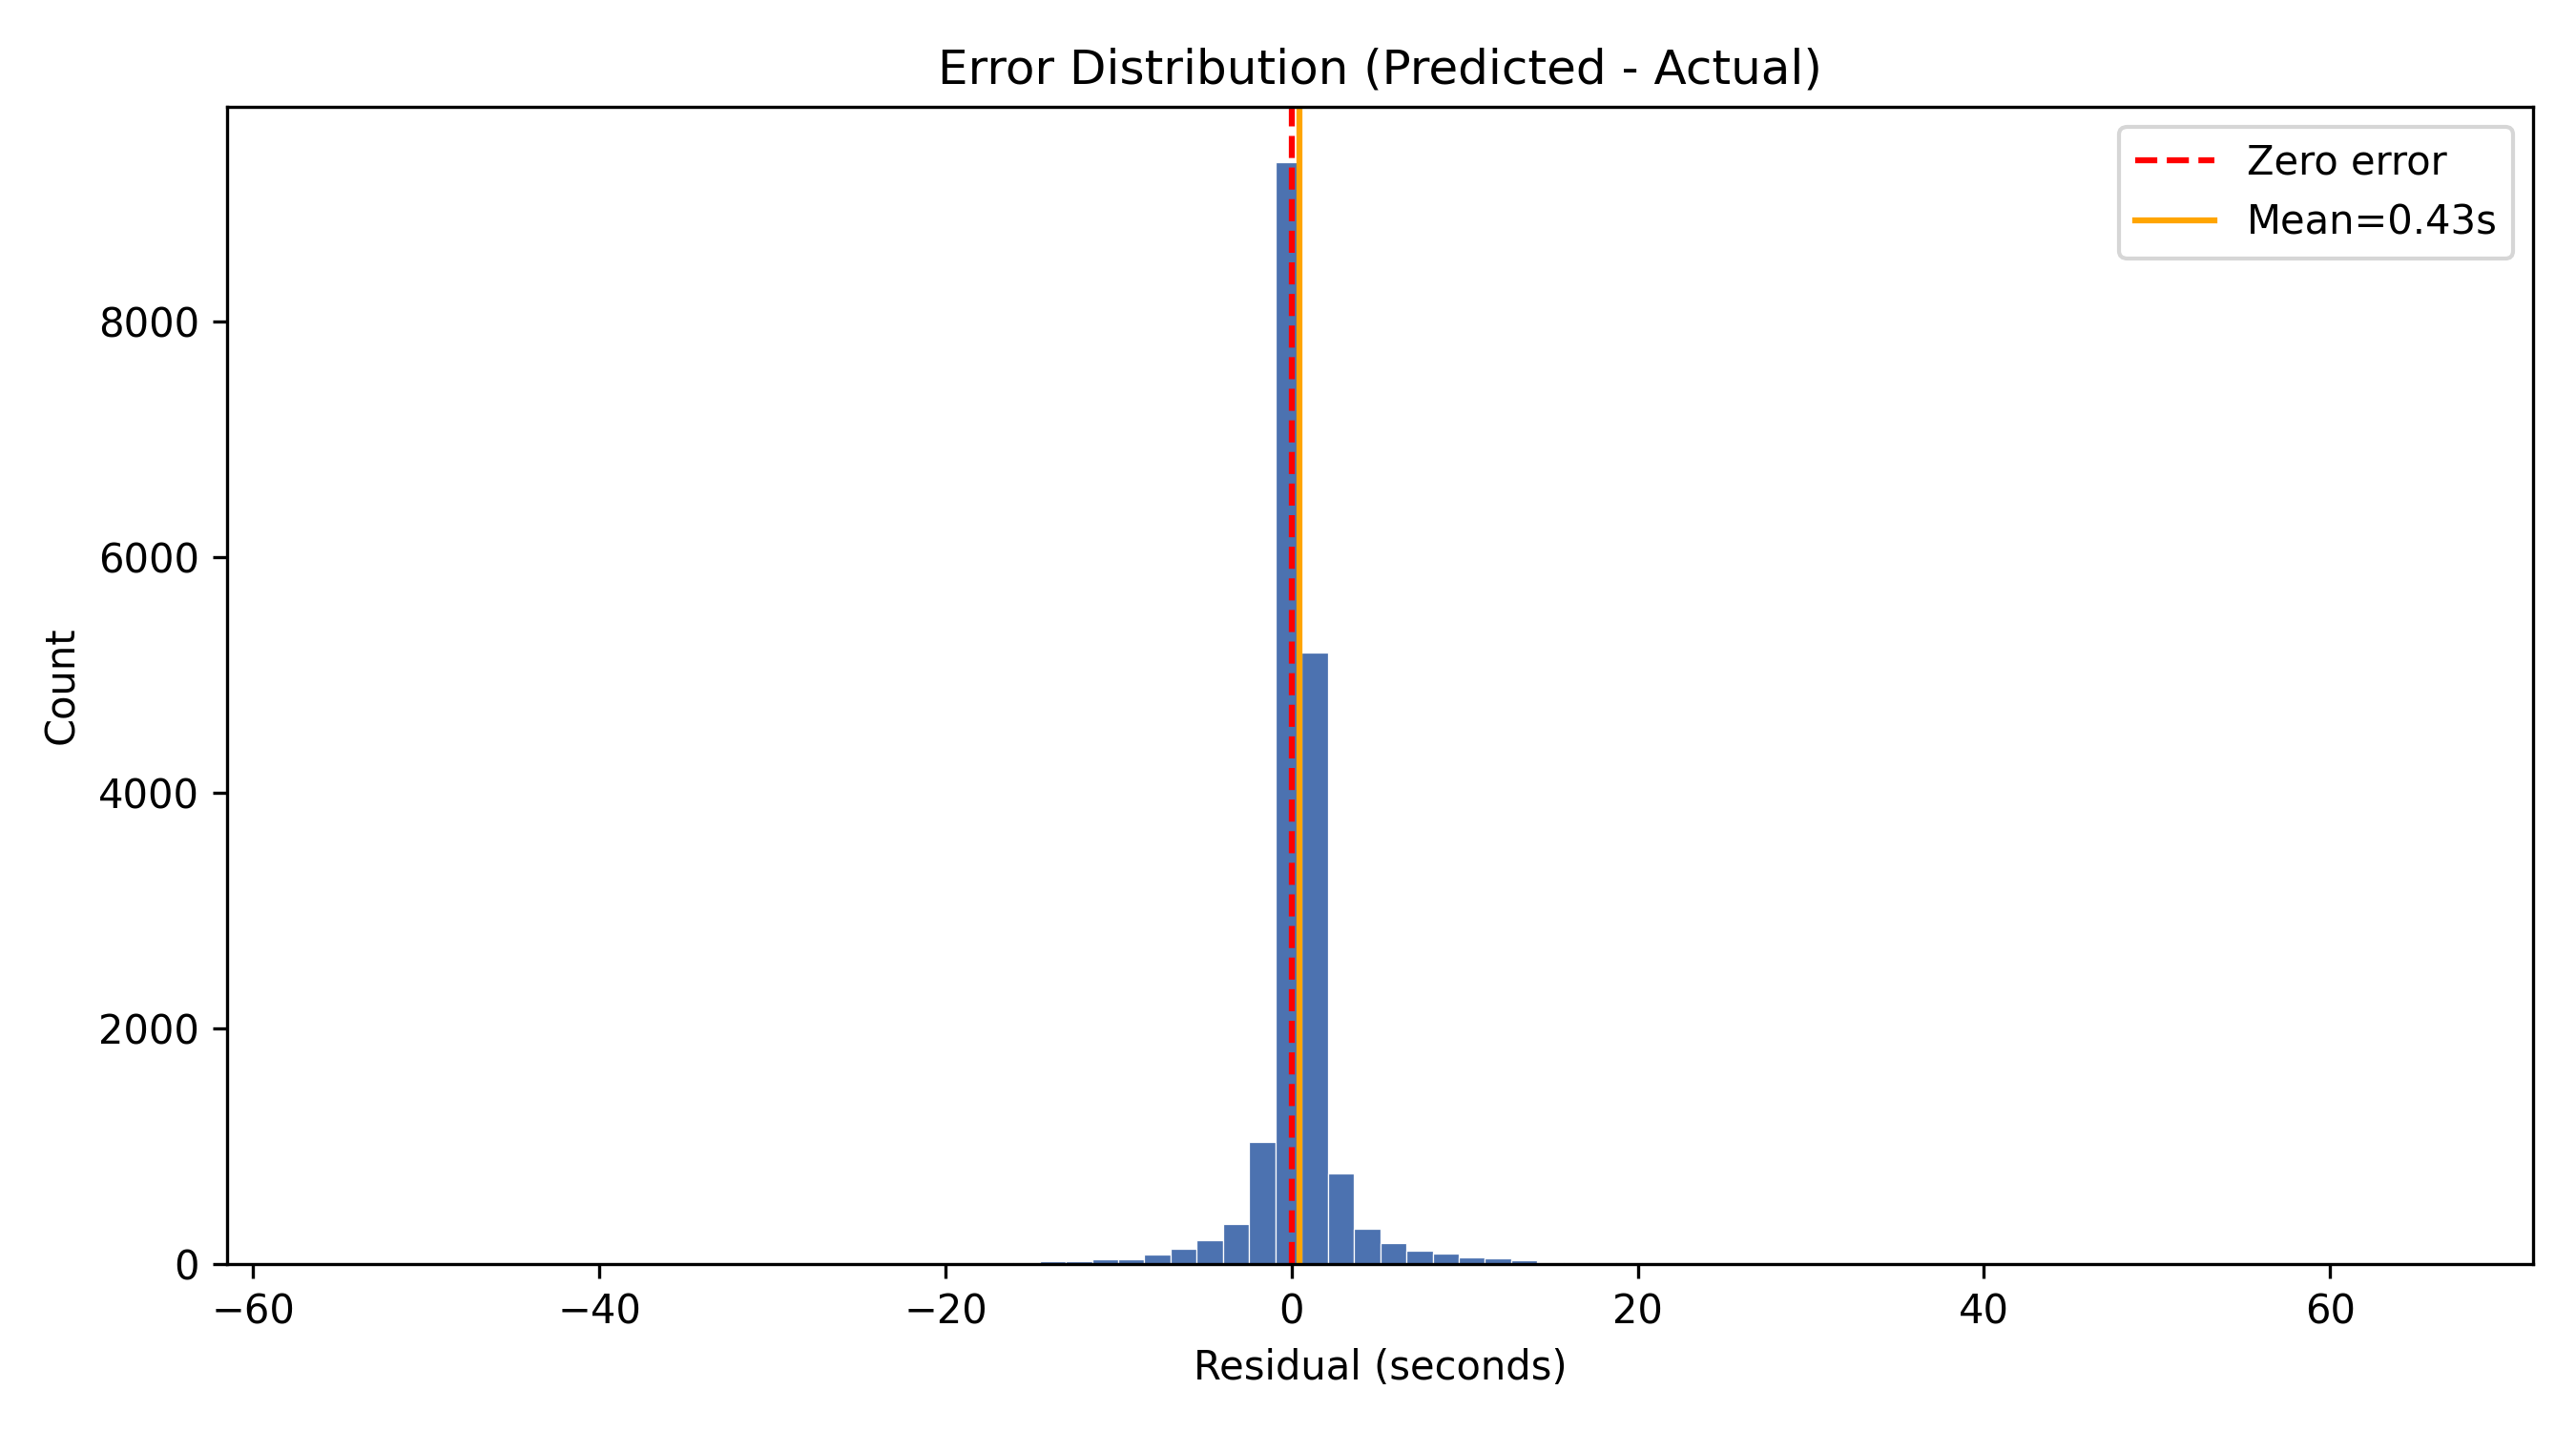 Error Distribution (Predicted - Actual)
Zero error
Mean=0.43s
8000
6000
4000
2000
0
Count
−60
−40
−20
0
20
40
60
Residual (seconds)